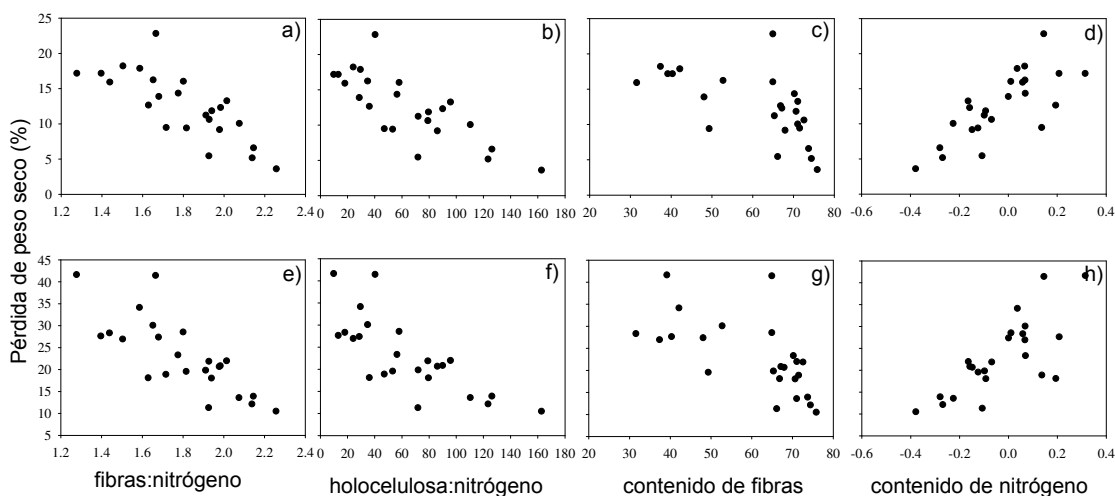 Pérdida de peso seco (%)
a)
b)
c)
d)
25
20
15
10
5
0
1.2 1.4 1.6 1.8 2.0 2.2 2.4
0 20 40 60 80 100 120 140 160 180
20 30 40 50 60 70 80
-0.6 -0.4 -0.2 0.0 0.2 0.4
e)
f)
g)
h)
45
40
35
30
25
20
15
10
5
1.2 1.4 1.6 1.8 2.0 2.2 2.4
0 20 40 60 80 100 120 140 160 180
20 30 40 50 60 70 80
-0.6 -0.4 -0.2 0.0 0.2 0.4
fibras:nitrógeno
holocelulosa:nitrógeno
contenido de fibras
contenido de nitrógeno